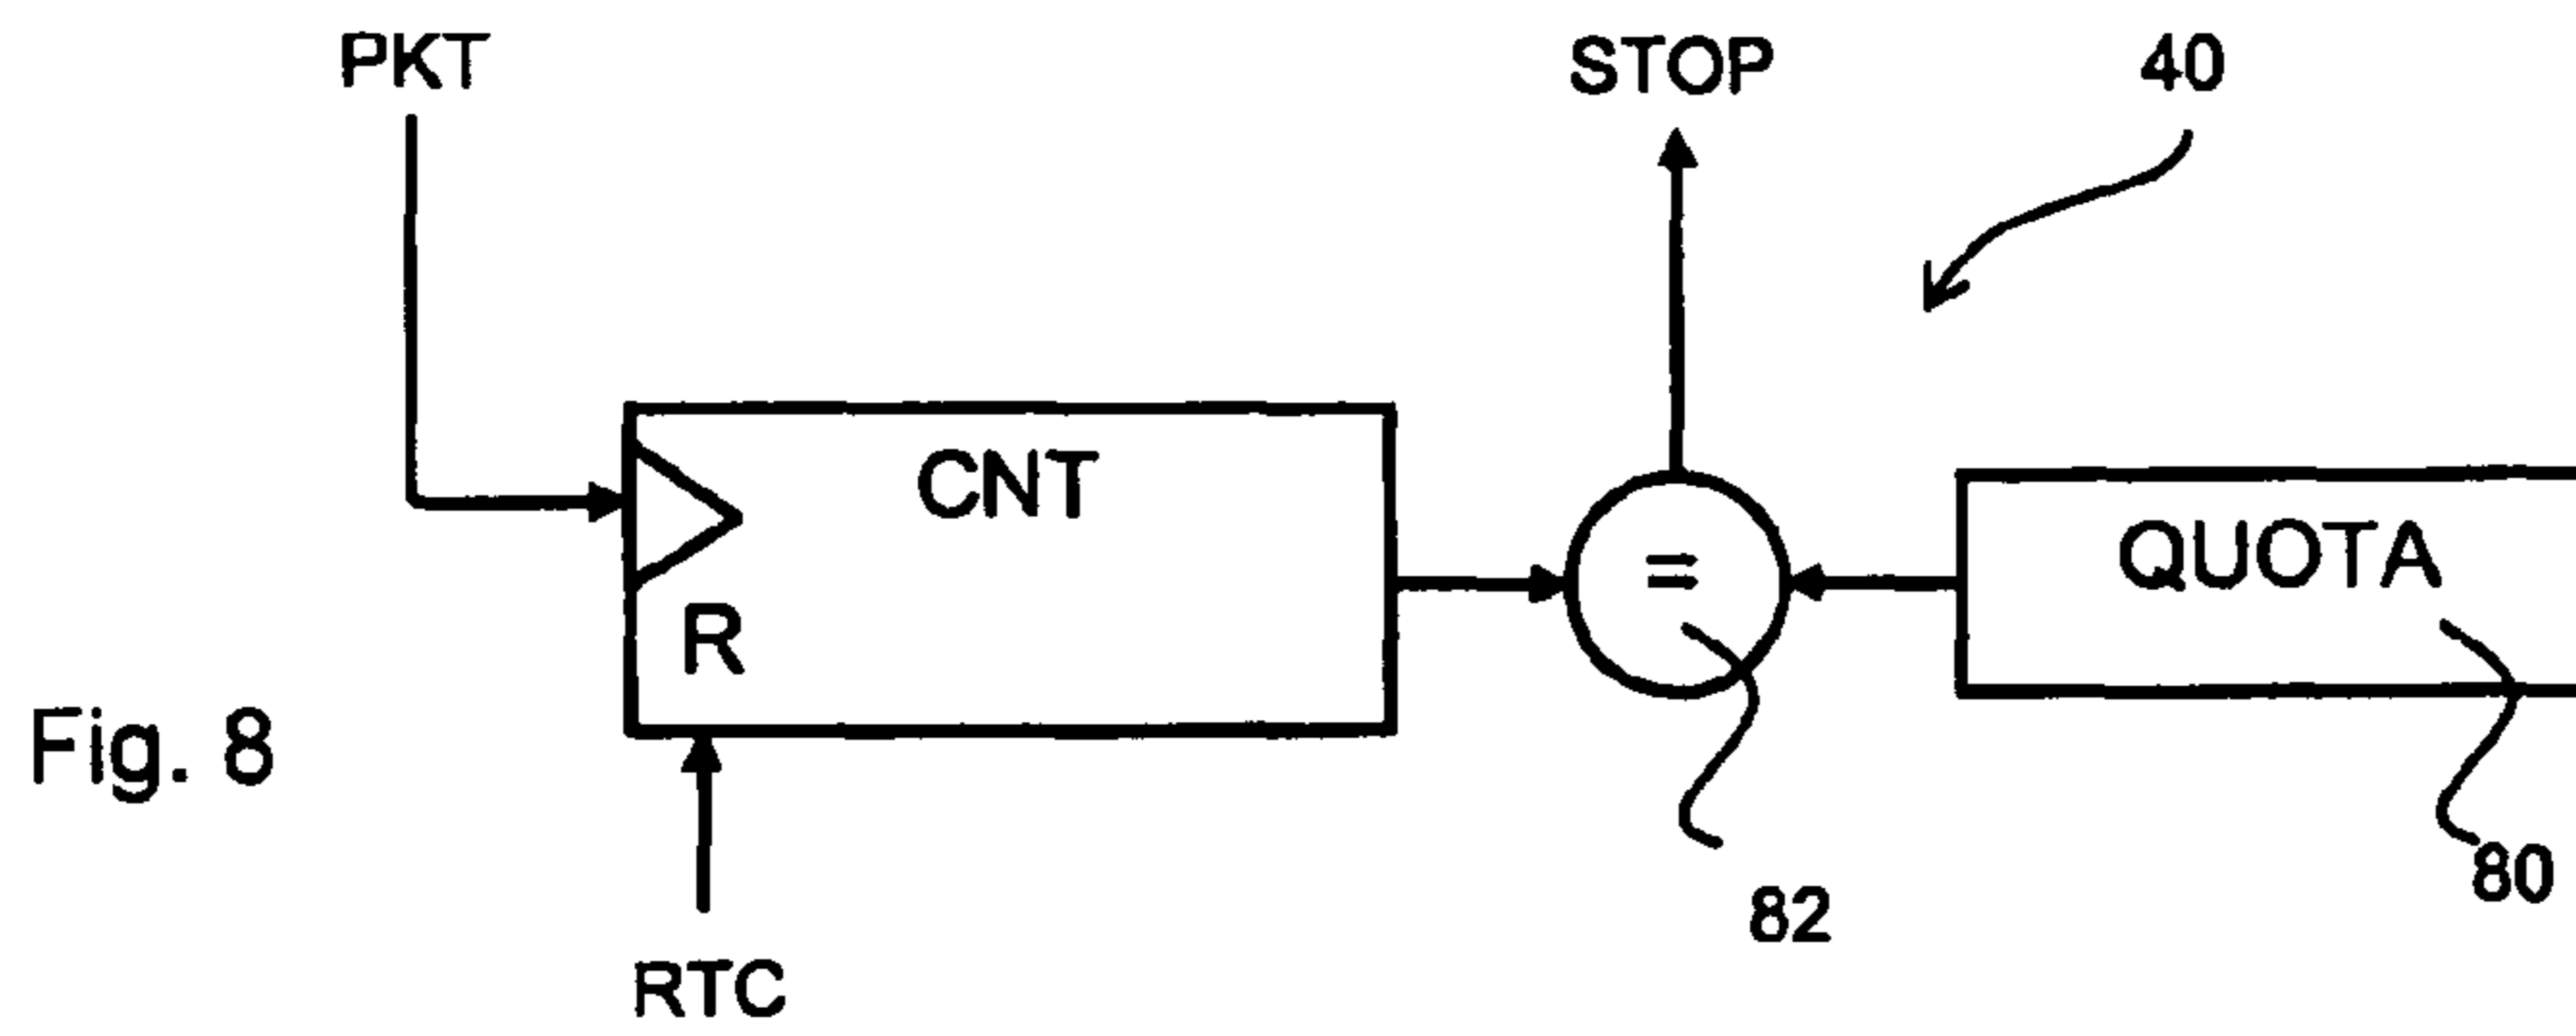 PKT
STOP
40
CNT
=
QUOTA
R
Fig. 8
80
82
RTC